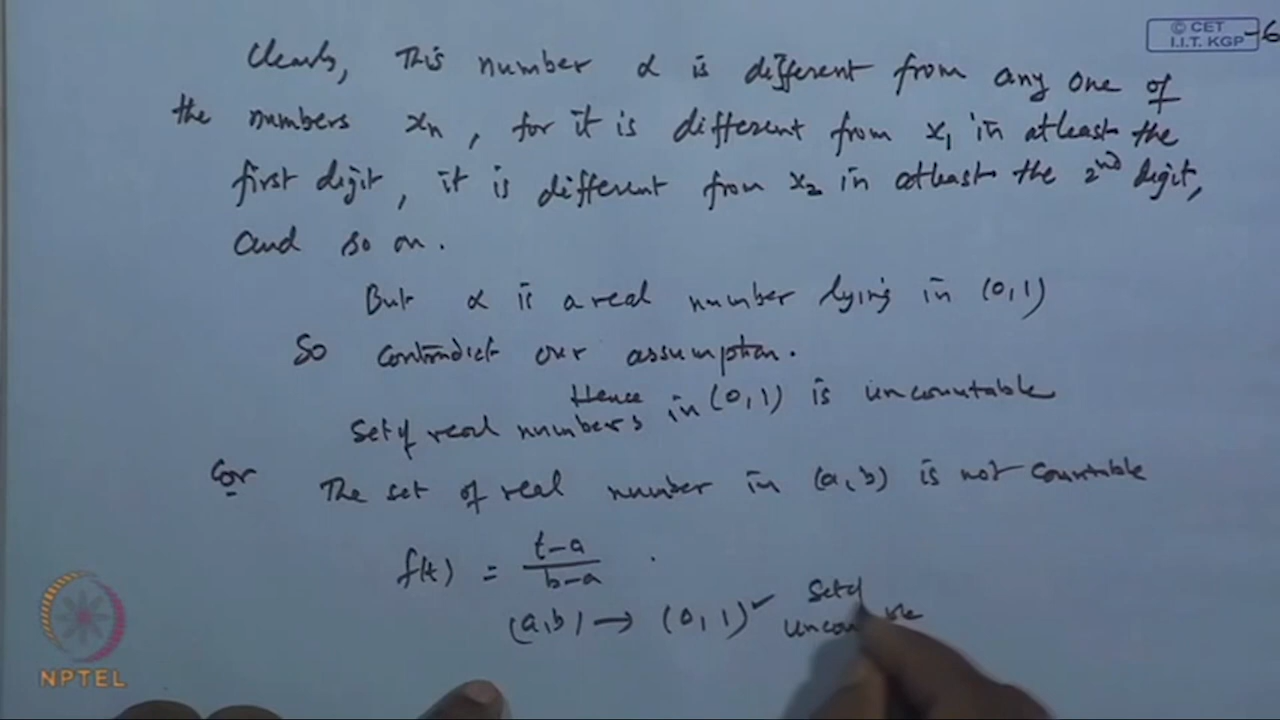 © CET
I.I.T. KGP
-6
Clearly, This number α is different from any one of
the numbers xn, for it is different from x1 in atleast the
first digit, it is different from x2 in atleast the 2nd digit,
and so on.
But α is a real number lying in (0,1)
So contradict our assumption.
Hence
Set of real numbers in (0,1) is uncountable
Cor The set of real number in (a,b) is not countable
f(t) = t-a / b-a .
(a,b) → (0,1) ✓ Set of
NPTEL